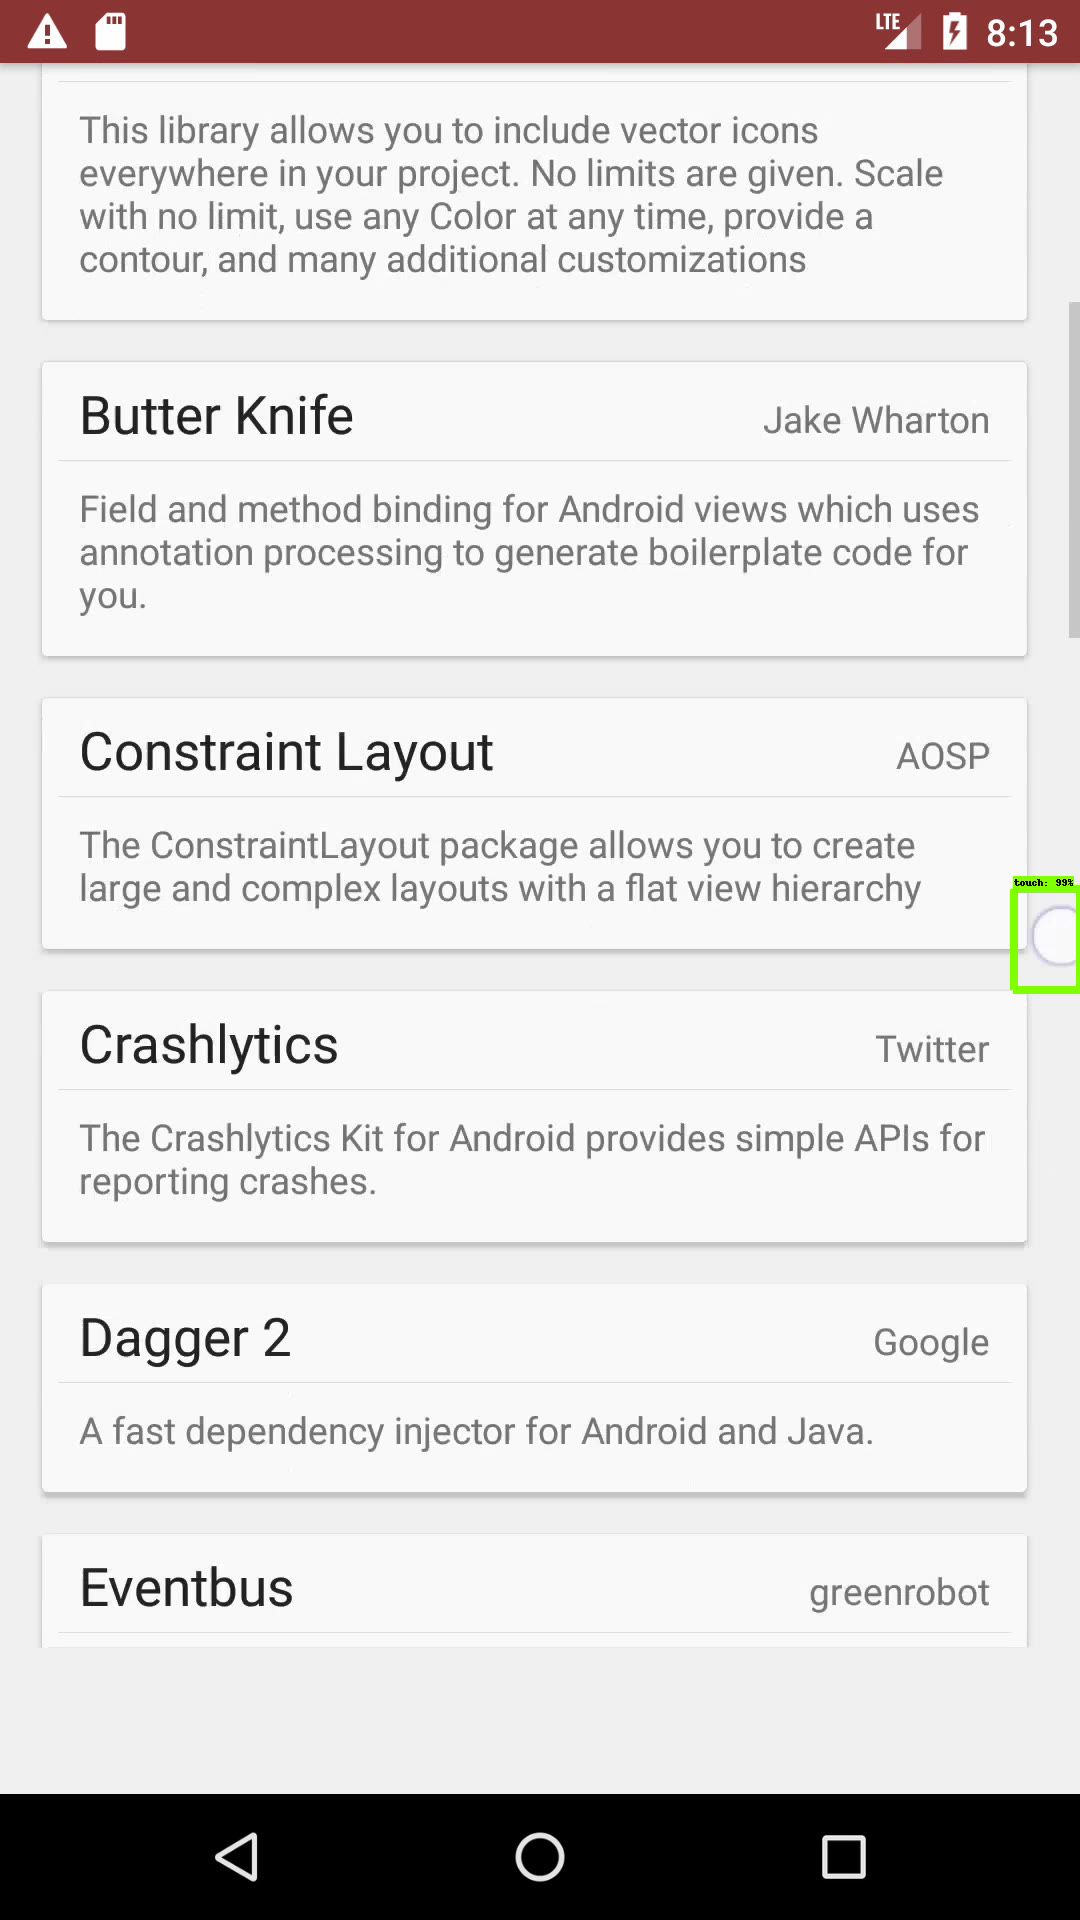 LTE 8:13
This library allows you to include vector icons
everywhere in your project. No limits are given. Scale
with no limit, use any Color at any time, provide a
contour, and many additional customizations
Butter Knife Jake Wharton
Field and method binding for Android views which uses
annotation processing to generate boilerplate code for
you.
Constraint Layout AOSP
The ConstraintLayout package allows you to create
large and complex layouts with a flat view hierarchy
touch: 99%
Crashlytics Twitter
The Crashlytics Kit for Android provides simple APIs for
reporting crashes.
Dagger 2 Google
A fast dependency injector for Android and Java.
Eventbus greenrobot